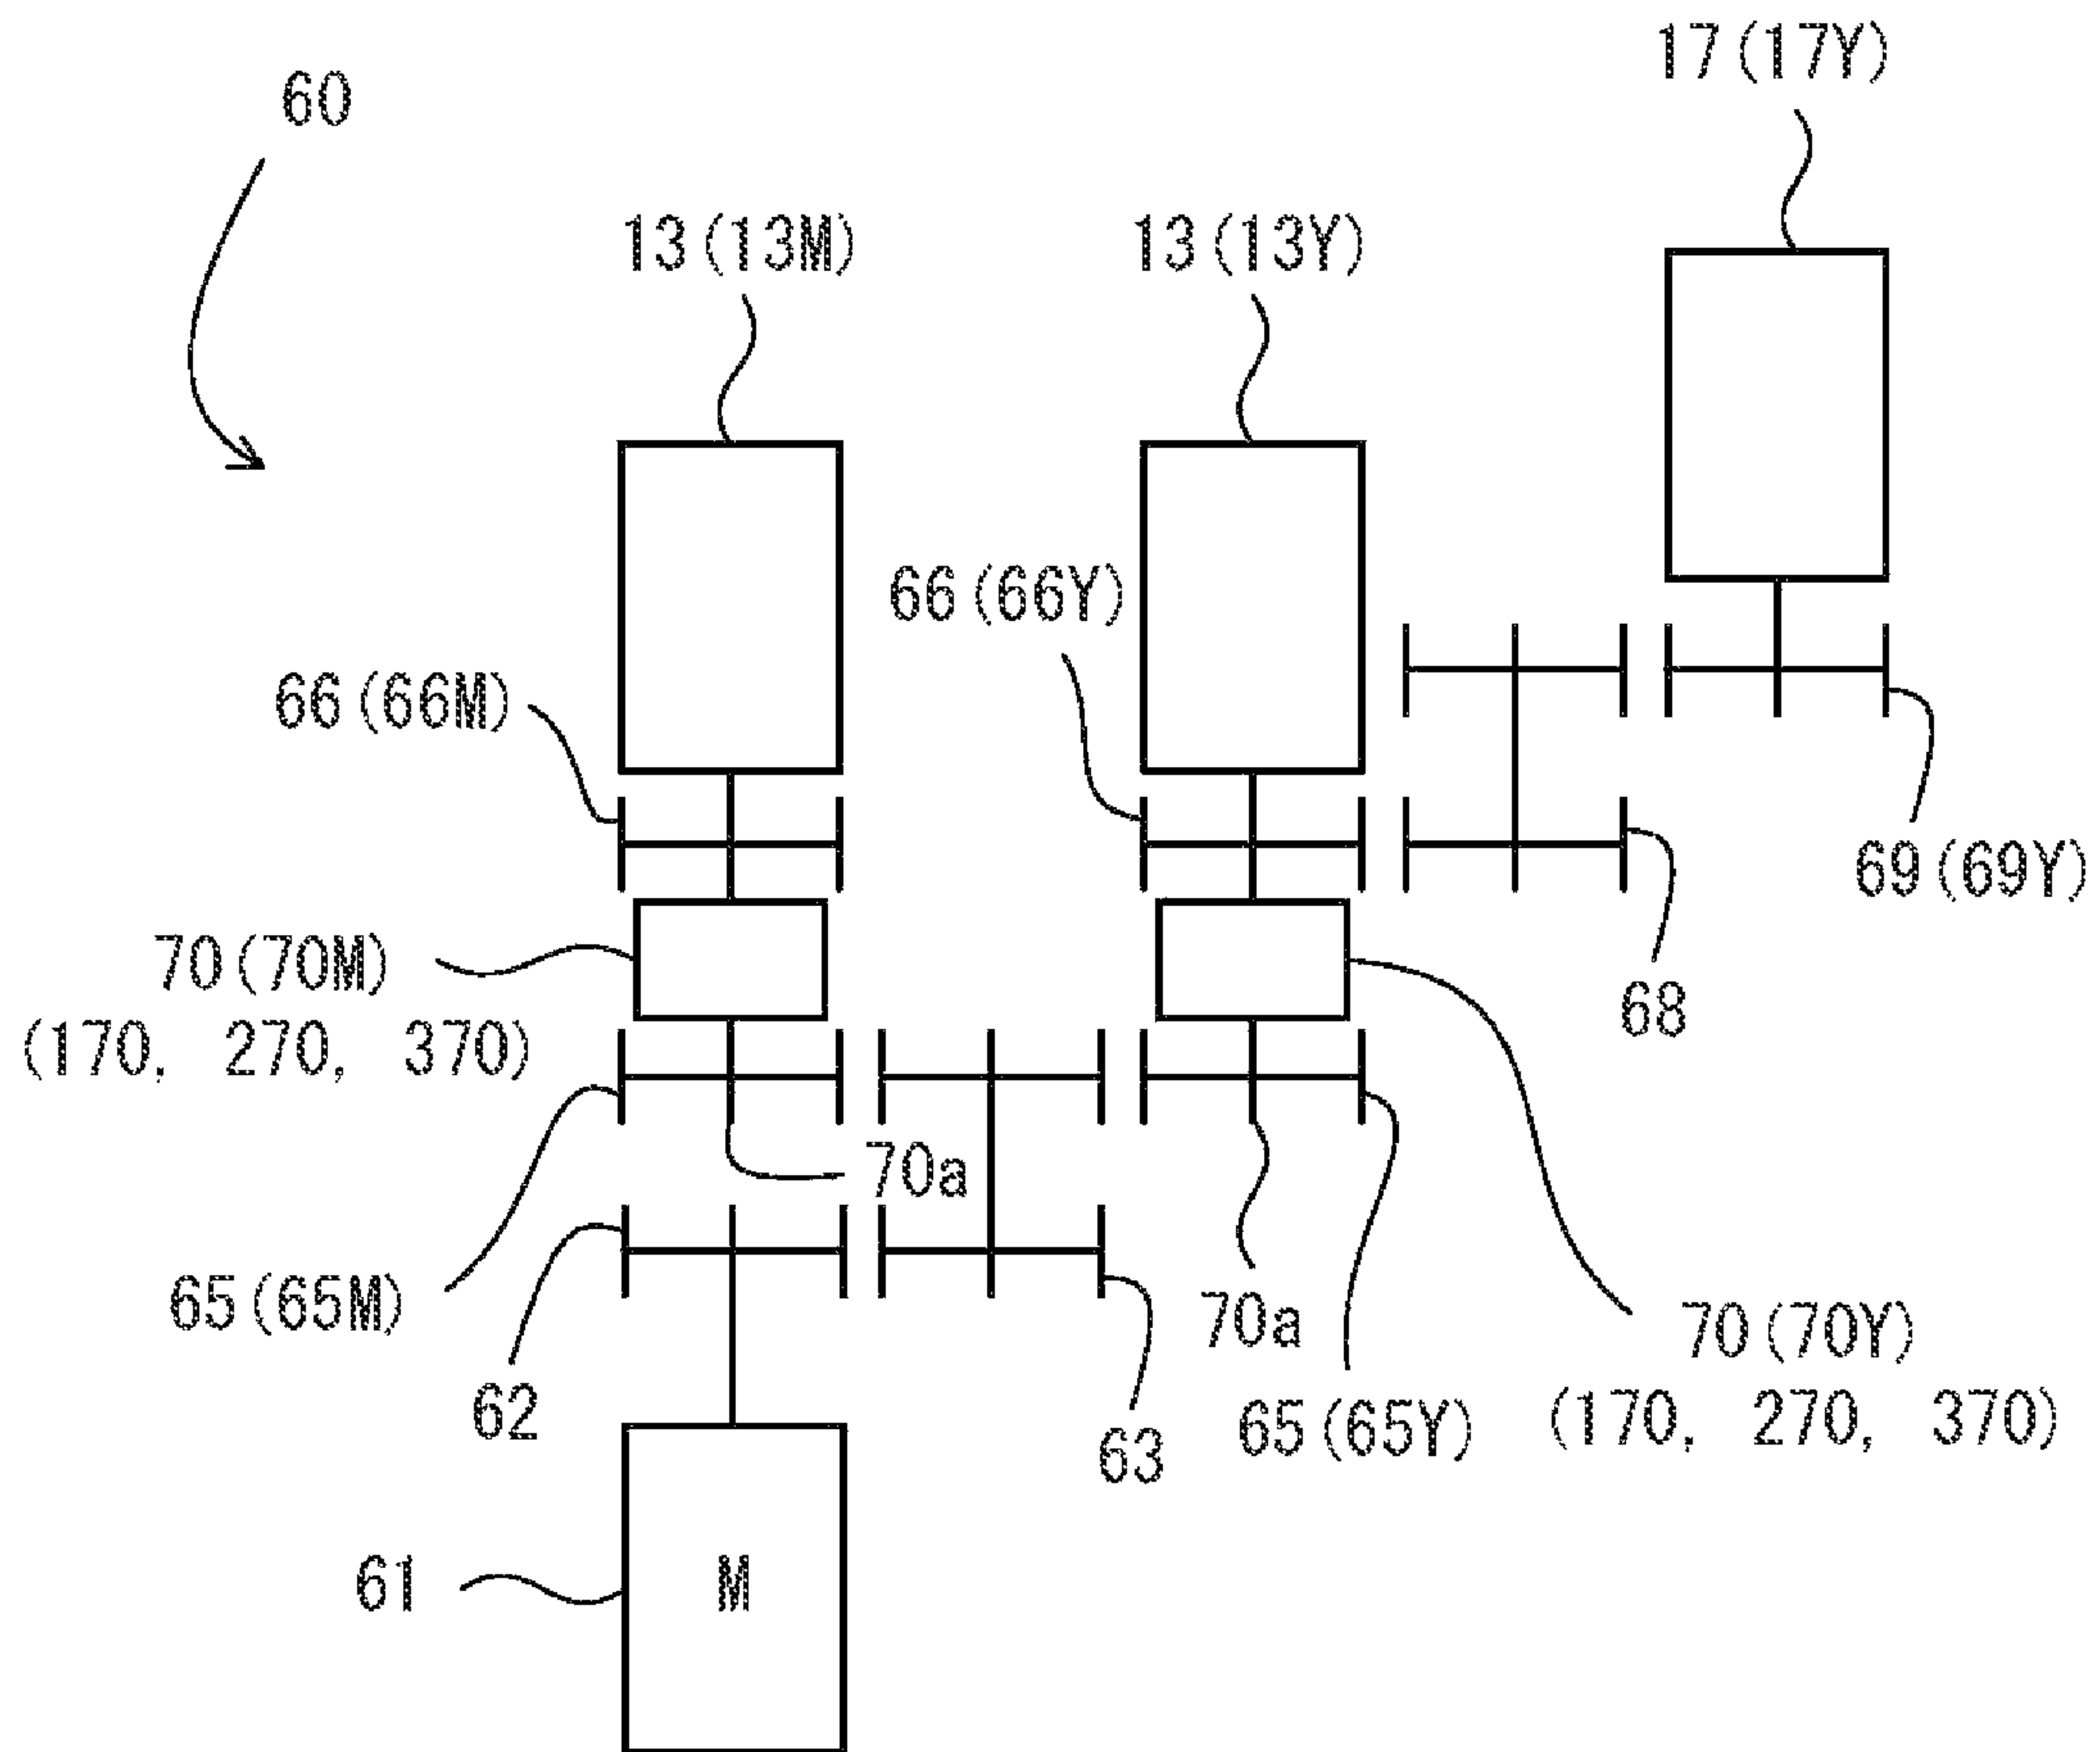 17(17Y)
60
13(13M)
13(13Y)
66(66Y)
66(66M)
69(69Y)
70(70M)
(170, 270, 370)
68
70a
65(65M)
70a
70(70Y)
(170, 270, 370)
62
63
65(65Y)
61
M